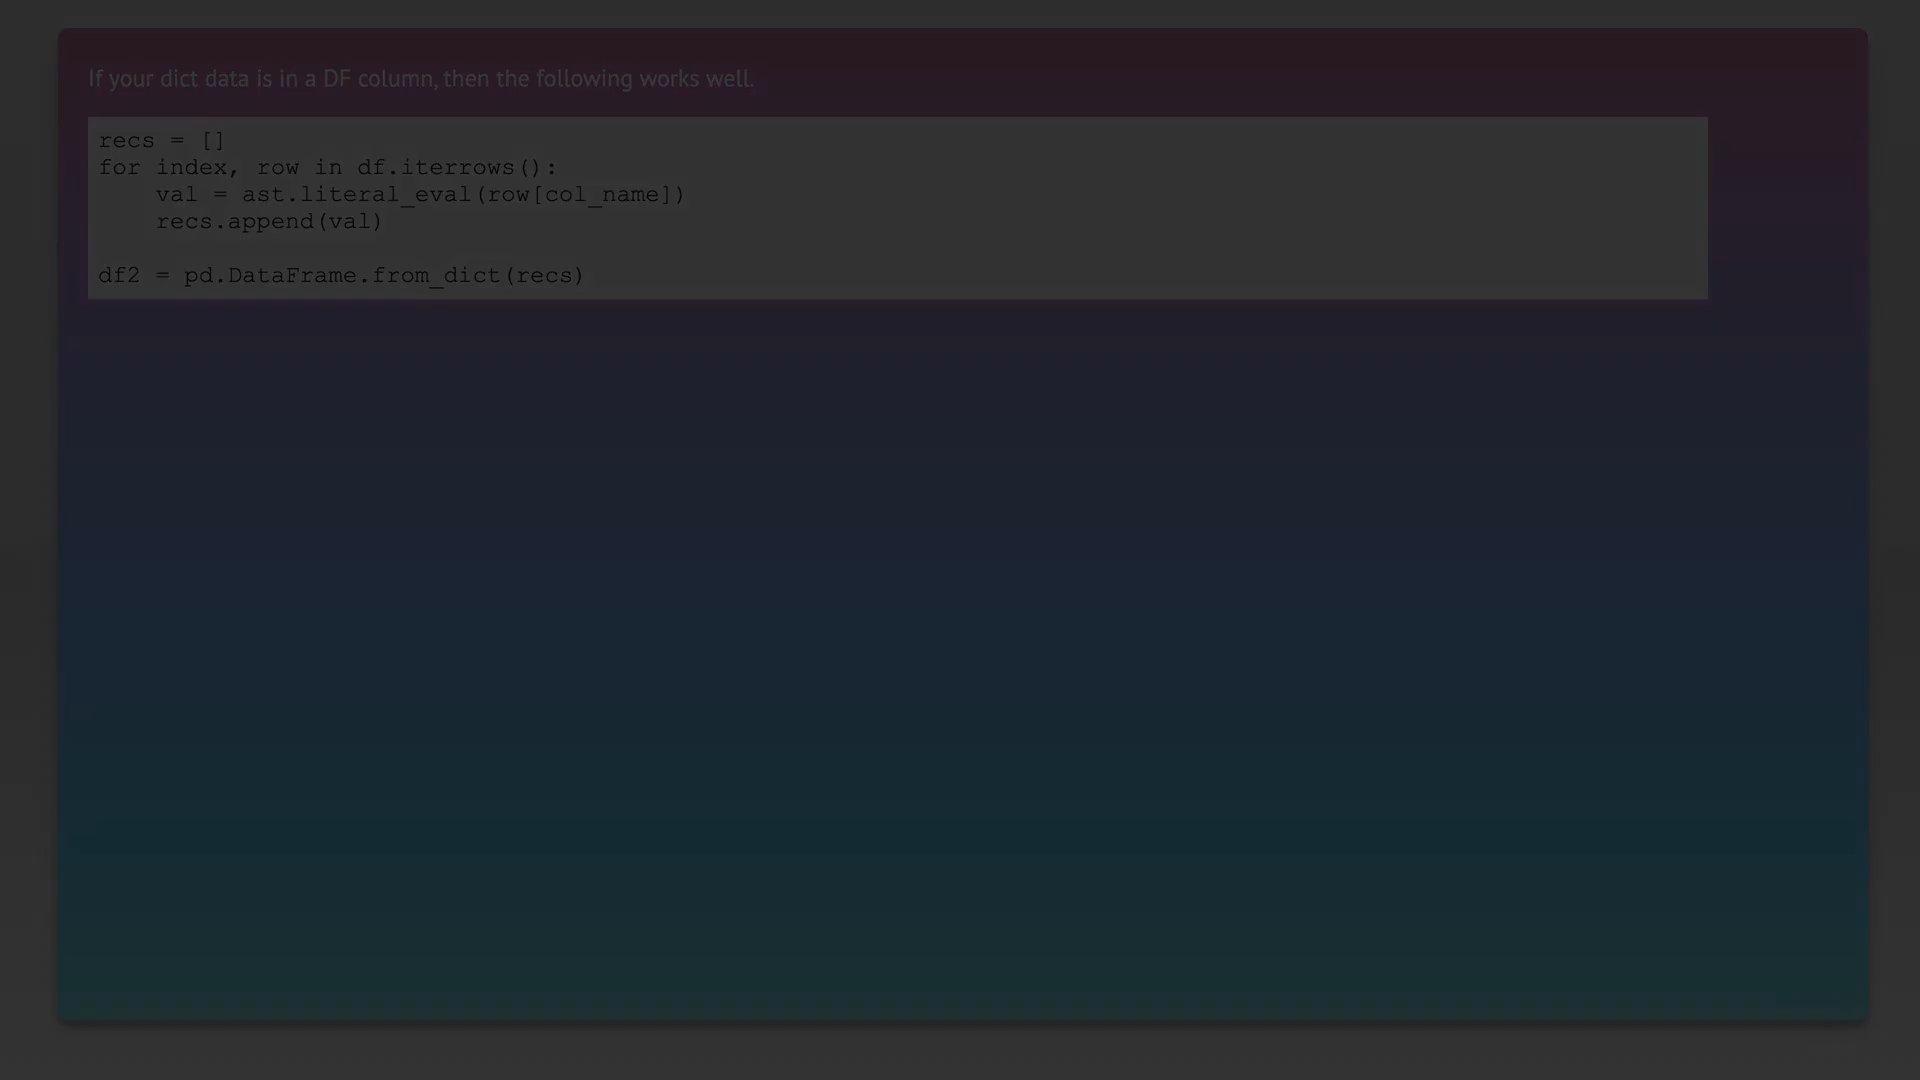 If your dict data is in a DF column, then the following works well.
recs = []
for index, row in df.iterrows():
    val = ast.literal_eval(row[col_name])
    recs.append(val)

df2 = pd.DataFrame.from_dict(recs)